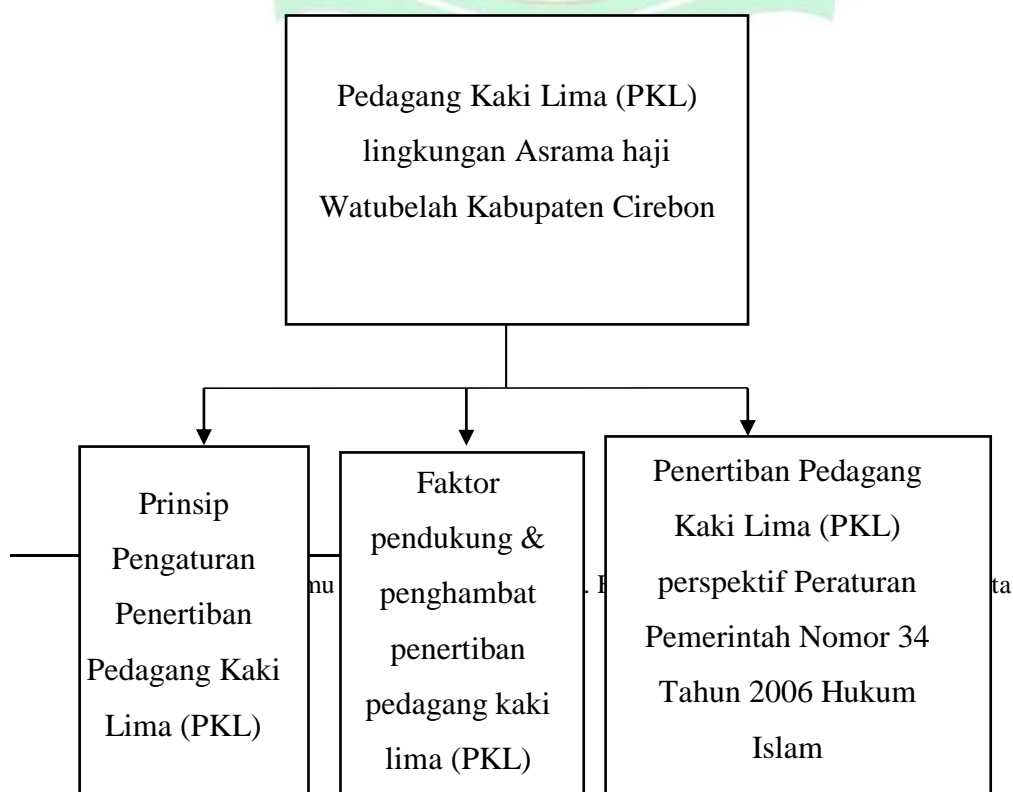 Pedagang Kaki Lima (PKL)
lingkungan Asrama haji
Watubelah Kabupaten Cirebon
Prinsip
Pengaturan
Penertiban
Pedagang Kaki
Lima (PKL)
Faktor
pendukung &
penghambat
penertiban
pedagang kaki
lima (PKL)
Penertiban Pedagang
Kaki Lima (PKL)
perspektif Peraturan
Pemerintah Nomor 34
Tahun 2006 Hukum
Islam